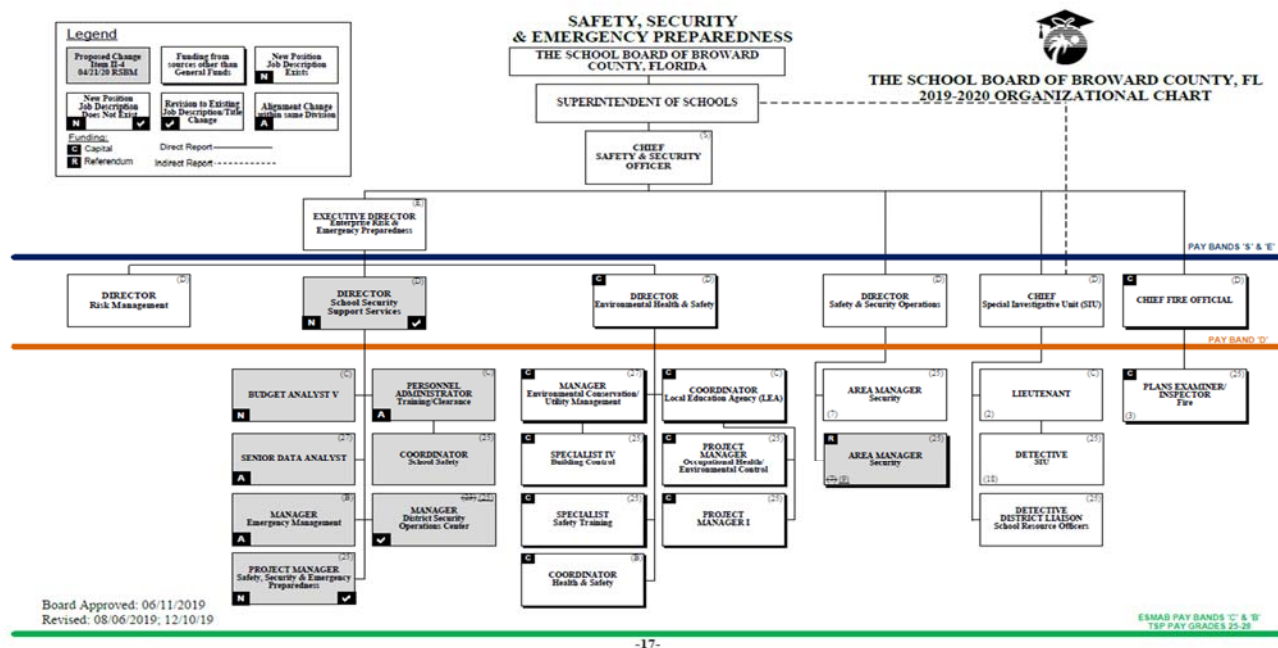 SAFETY, SECURITY
& EMERGENCY PREPAREDNESS
THE SCHOOL BOARD OF BROWARD
COUNTY, FLORIDA
THE SCHOOL BOARD OF BROWARD COUNTY, FL
2019-2020 ORGANIZATIONAL CHART
Legend
Proposed Change
Item II-4
04/21/20 RSBM
Funding from
sources other than
General Funds
New Position
Job Description
Exists
N
New Position
Job Description
Does Not Exist
N
Revision to Existing
Job Description/Title
Change
Alignment Change
within same Division
A
Funding:
C Capital
R Referendum
Direct Report
Indirect Report
SUPERINTENDENT OF SCHOOLS
(S)
CHIEF
SAFETY & SECURITY
OFFICER
(E)
EXECUTIVE DIRECTOR
Enterprise Risk &
Emergency Preparedness
PAY BANDS 'S' & 'E'
(D)
DIRECTOR
Risk Management
(D)
DIRECTOR
School Security
Support Services
N
C (D)
DIRECTOR
Environmental Health & Safety
(D)
DIRECTOR
Safety & Security Operations
(D)
CHIEF
Special Investigative Unit (SIU)
C (D)
CHIEF FIRE OFFICIAL
PAY BAND 'D'
(C)
BUDGET ANALYST V
N
(C)
PERSONNEL
ADMINISTRATOR
Training/Clearance
A
C (27)
MANAGER
Environmental Conservation/
Utility Management
C (C)
COORDINATOR
Local Education Agency (LEA)
(25)
AREA MANAGER
Security
(7)
(C)
LIEUTENANT
(2)
C (25)
PLANS EXAMINER/
INSPECTOR
Fire
(3)
(27)
SENIOR DATA ANALYST
A
(25)
COORDINATOR
School Safety
C (25)
SPECIALIST IV
Building Control
C (25)
PROJECT
MANAGER
Occupational Health/
Environmental Control
R (25)
AREA MANAGER
Security
(25)
DETECTIVE
SIU
(18)
(B)
MANAGER
Emergency Management
A
(25)
MANAGER
District Security
Operations Center
C (25)
SPECIALIST
Safety Training
C (25)
PROJECT
MANAGER I
(25)
DETECTIVE
DISTRICT LIAISON
School Resource Officers
(25)
PROJECT MANAGER
Safety, Security & Emergency
Preparedness
N
C (B)
COORDINATOR
Health & Safety
Board Approved: 06/11/2019
Revised: 08/06/2019; 12/10/19
ESMAB PAY BANDS 'C' & 'B'
TSP PAY GRADES 25-28
-17-